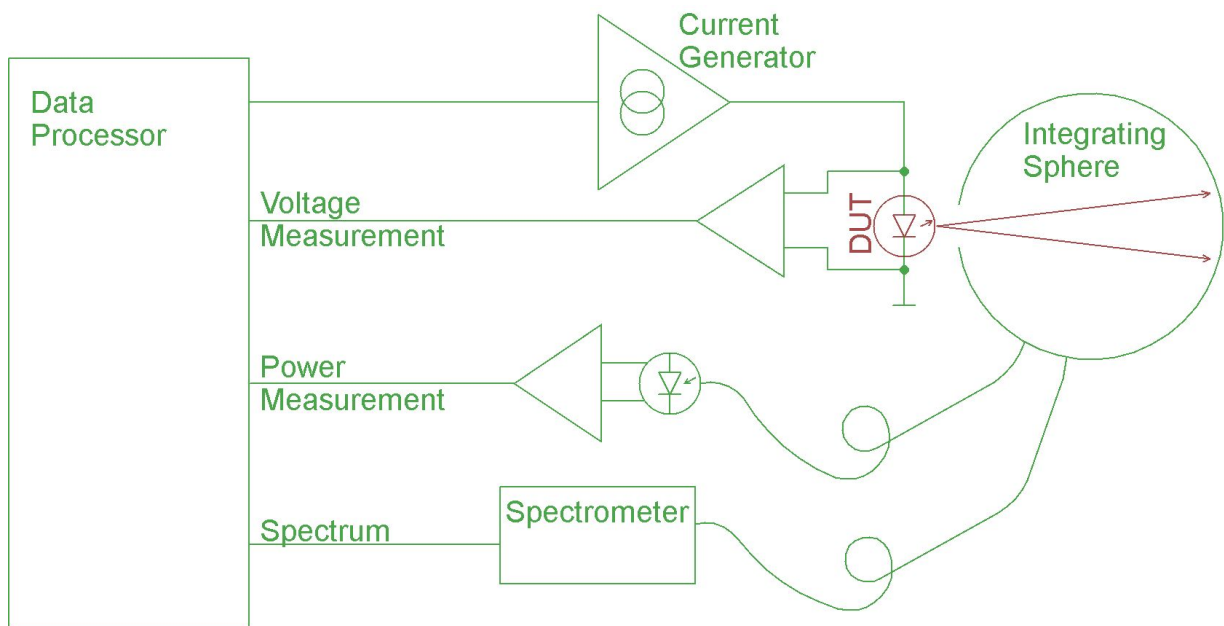 Current
Generator
Data
Processor
Integrating
Sphere
Voltage
Measurement
DUT
Power
Measurement
Spectrometer
Spectrum